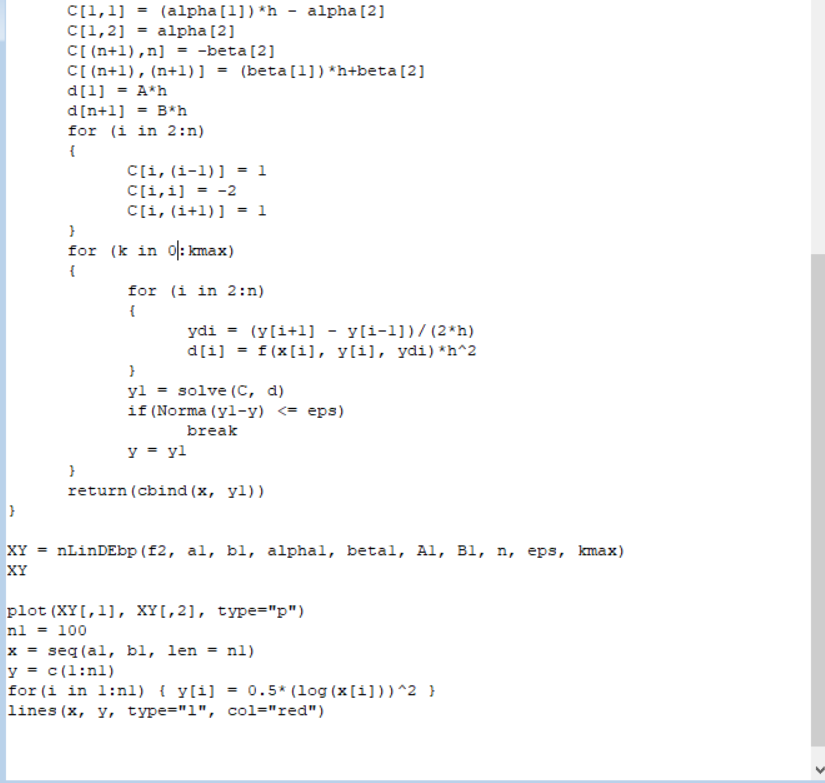 C[1,1] = (alpha[1])*h - alpha[2]
C[1,2] = alpha[2]
C[(n+1),n] = -beta[2]
C[(n+1),(n+1)] = (beta[1])*h+beta[2]
d[1] = A*h
d[n+1] = B*h
for (i in 2:n)
{
C[i,(i-1)] = 1
C[i,i] = -2
C[i,(i+1)] = 1
}
for (k in 0:kmax)
{
for (i in 2:n)
{
ydi = (y[i+1] - y[i-1])/(2*h)
d[i] = f(x[i], y[i], ydi)*h^2
}
y1 = solve(C, d)
if(Norma(y1-y) <= eps)
break
y = y1
}
return(cbind(x, y1))
}
XY = nLinDEbp(f2, a1, b1, alpha1, beta1, A1, B1, n, eps, kmax)
XY
plot(XY[,1], XY[,2], type="p")
n1 = 100
x = seq(a1, b1, len = n1)
y = c(1:n1)
for(i in 1:n1) { y[i] = 0.5*(log(x[i]))^2 }
lines(x, y, type="l", col="red")